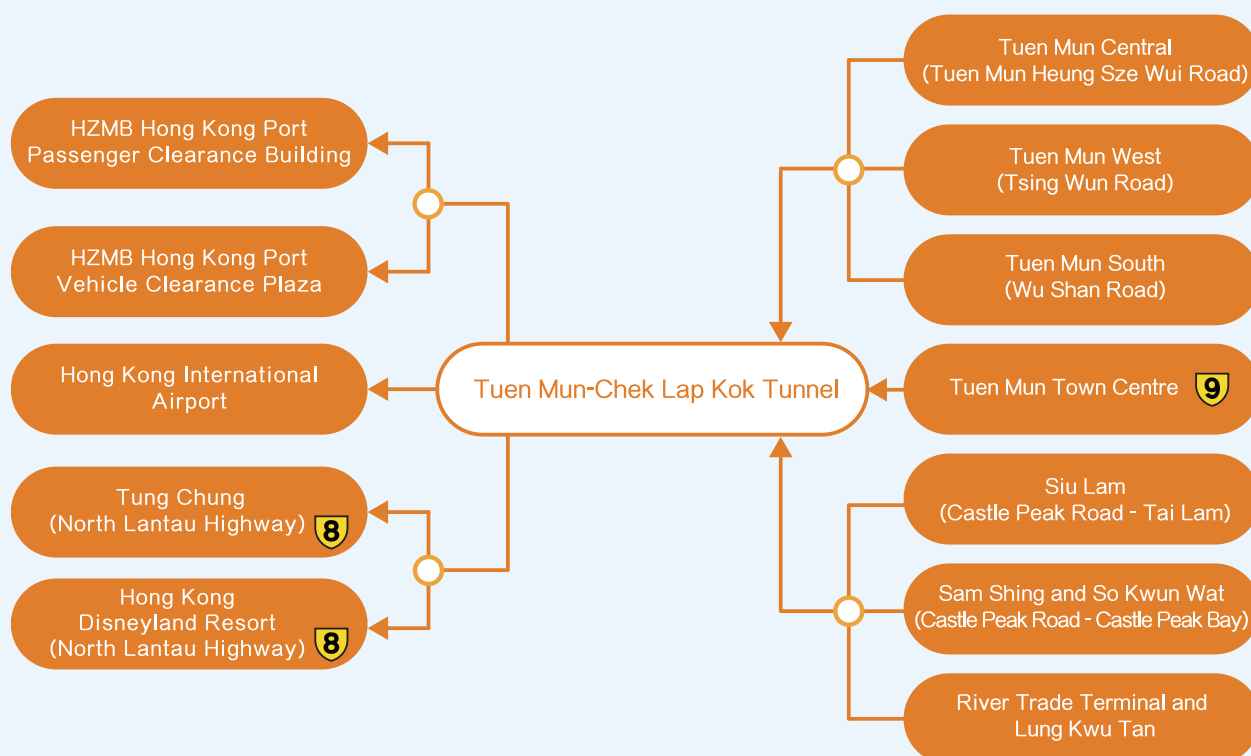 HZMB Hong Kong Port
Passenger Clearance Building
HZMB Hong Kong Port
Vehicle Clearance Plaza
Hong Kong International
Airport
Tung Chung
(North Lantau Highway) 8
Hong Kong
Disneyland Resort
(North Lantau Highway) 8
Tuen Mun-Chek Lap Kok Tunnel
Tuen Mun Central
(Tuen Mun Heung Sze Wui Road)
Tuen Mun West
(Tsing Wun Road)
Tuen Mun South
(Wu Shan Road)
Tuen Mun Town Centre 9
Siu Lam
(Castle Peak Road - Tai Lam)
Sam Shing and So Kwun Wat
(Castle Peak Road - Castle Peak Bay)
River Trade Terminal and
Lung Kwu Tan